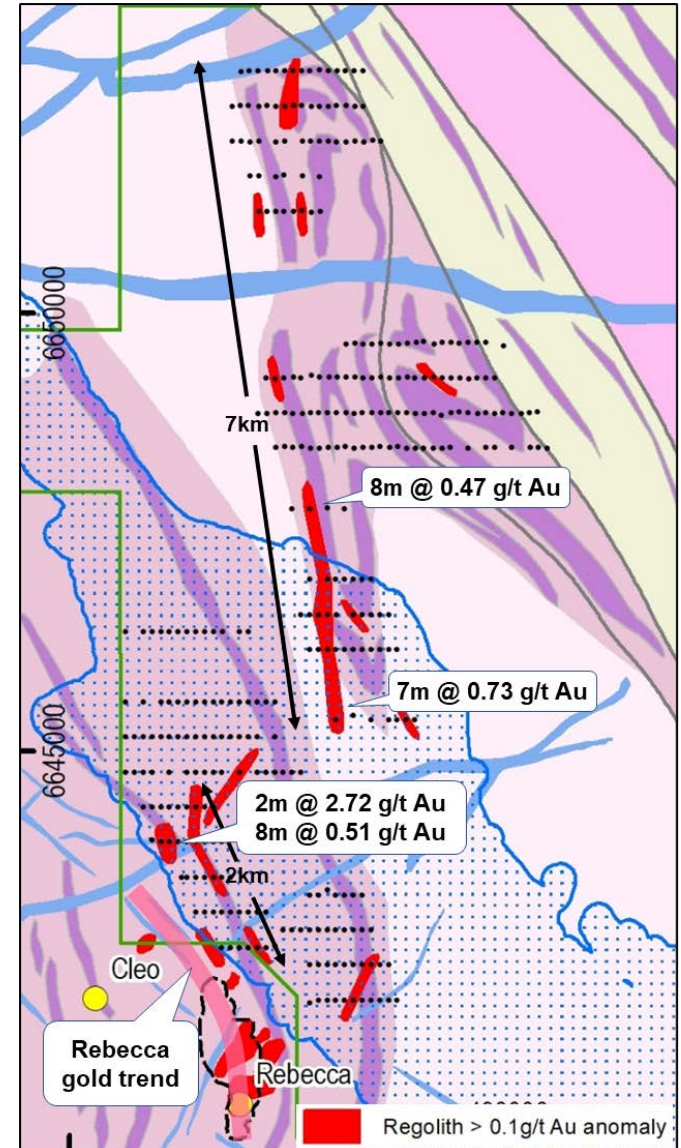 6650000
7km
8m @ 0.47 g/t Au
7m @ 0.73 g/t Au
6645000
2m @ 2.72 g/t Au
8m @ 0.51 g/t Au
2km
Cleo
Rebecca
gold trend
Rebecca
Regolith > 0.1g/t Au anomaly